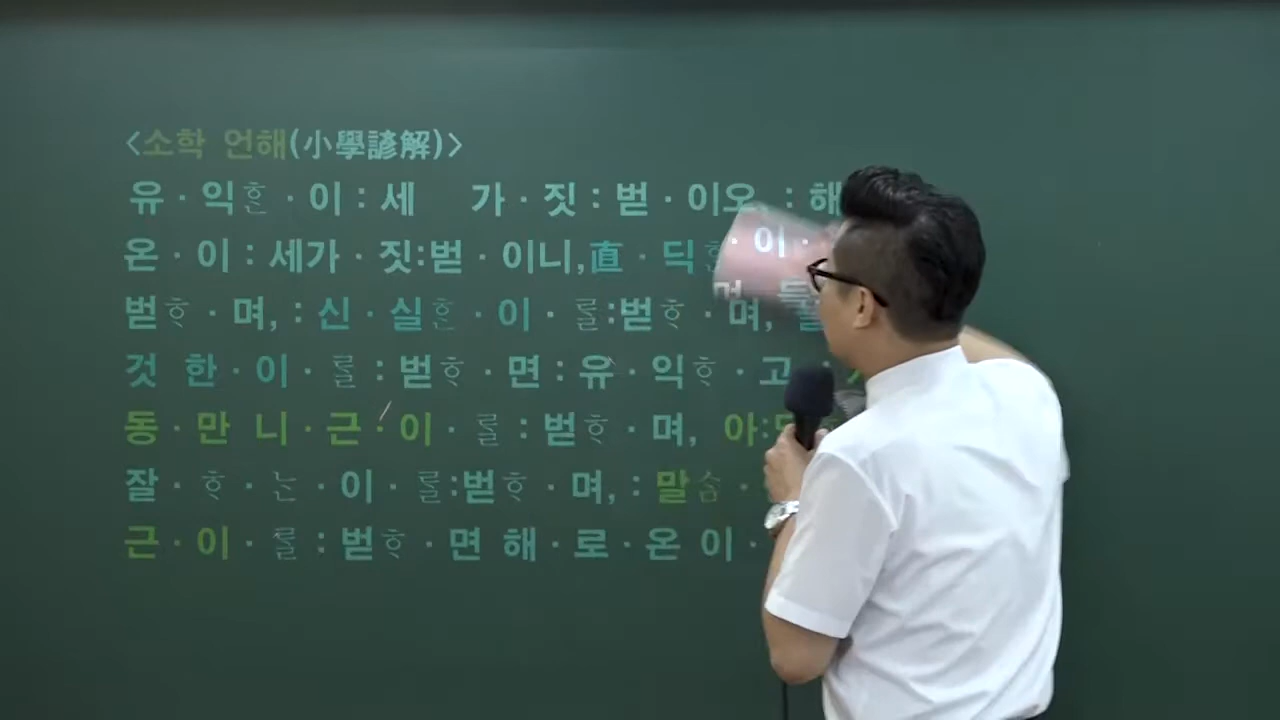 <소학 언해(小學諺解)>
유·익ᄒᆞᆫ·이:세 가·짓:벋·이오, :해
온·이:세가·짓:벋·이니,直·딕 ·이·
벋ᄒᆞ·며, :신·실ᄒᆞᆫ·이·ᄅᆞᆯ:벋ᄒᆞ·며, 들
것 한·이·ᄅᆞᆯ:벋ᄒᆞ·면:유·익ᄒᆞ·고
동·만 니·근·이·ᄅᆞᆯ:벋ᄒᆞ·며, 아:
잘·ᄒᆞ·ᄂᆞᆫ·이·ᄅᆞᆯ:벋ᄒᆞ·며, :말ᄉᆞᆷ·
근·이·ᄅᆞᆯ:벋ᄒᆞ·면 해·로·온 이·